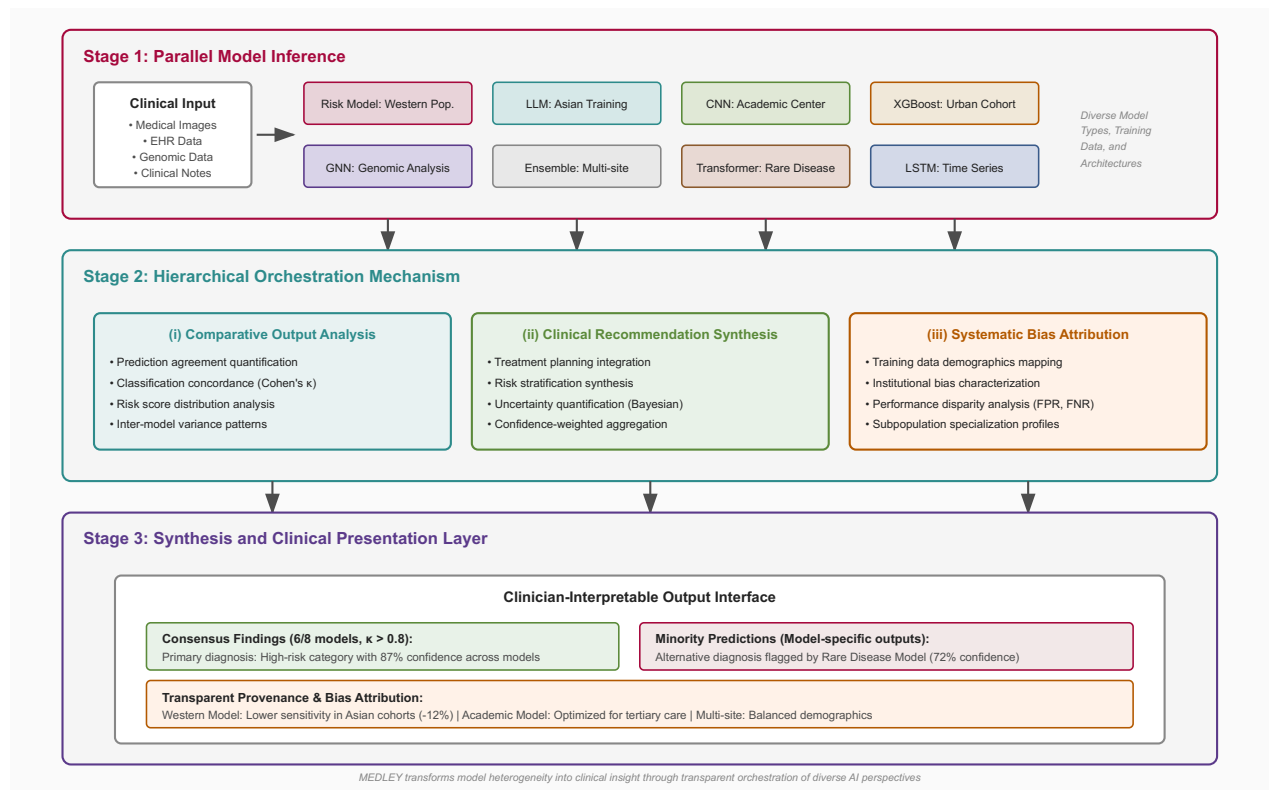 Stage 1: Parallel Model Inference
Clinical Input
• Medical Images
• EHR Data
• Genomic Data
• Clinical Notes
Risk Model: Western Pop.
LLM: Asian Training
CNN: Academic Center
XGBoost: Urban Cohort
GNN: Genomic Analysis
Ensemble: Multi-site
Transformer: Rare Disease
LSTM: Time Series
Diverse Model
Types, Training
Data, and
Architectures
Stage 2: Hierarchical Orchestration Mechanism
(i) Comparative Output Analysis
• Prediction agreement quantification
• Classification concordance (Cohen's κ)
• Risk score distribution analysis
• Inter-model variance patterns
(ii) Clinical Recommendation Synthesis
• Treatment planning integration
• Risk stratification synthesis
• Uncertainty quantification (Bayesian)
• Confidence-weighted aggregation
(iii) Systematic Bias Attribution
• Training data demographics mapping
• Institutional bias characterization
• Performance disparity analysis (FPR, FNR)
• Subpopulation specialization profiles
Stage 3: Synthesis and Clinical Presentation Layer
Clinician-Interpretable Output Interface
Consensus Findings (6/8 models, κ > 0.8):
Primary diagnosis: High-risk category with 87% confidence across models
Minority Predictions (Model-specific outputs):
Alternative diagnosis flagged by Rare Disease Model (72% confidence)
Transparent Provenance & Bias Attribution:
Western Model: Lower sensitivity in Asian cohorts (-12%) | Academic Model: Optimized for tertiary care | Multi-site: Balanced demographics
MEDLEY transforms model heterogeneity into clinical insight through transparent orchestration of diverse AI perspectives